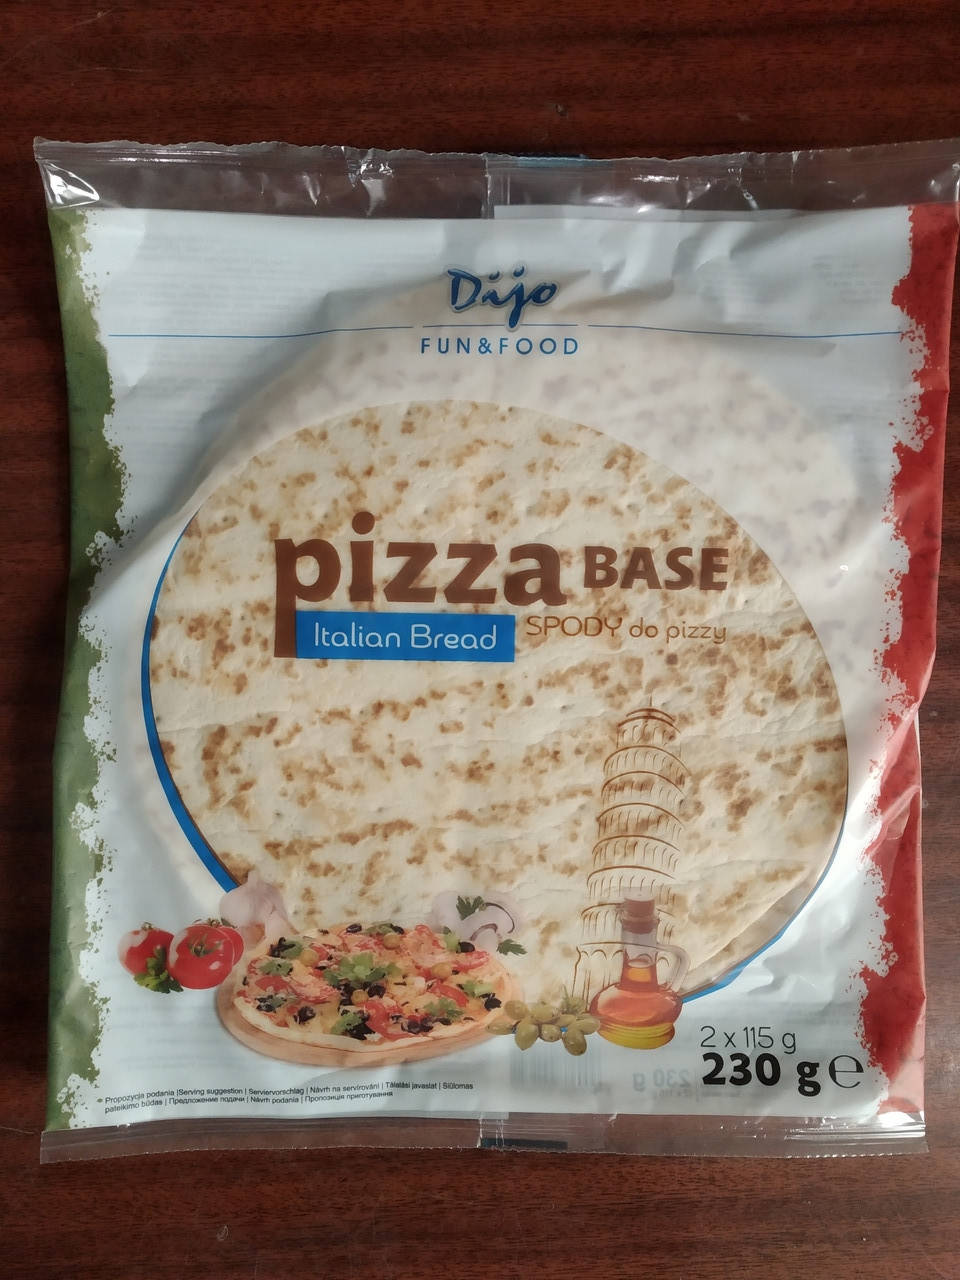 Dijo
FUN&FOOD
pizza BASE
Italian Bread
SPODY do pizzy
2 x 115 g
230 g e
Propozycja podania |Serving suggestion | Serviervorschlag | Návrh na servírování | Tálalási javaslat | Siūlomas
pateikimo būdas | Предложение подачи | Návrh podania | Пропозиція приготування